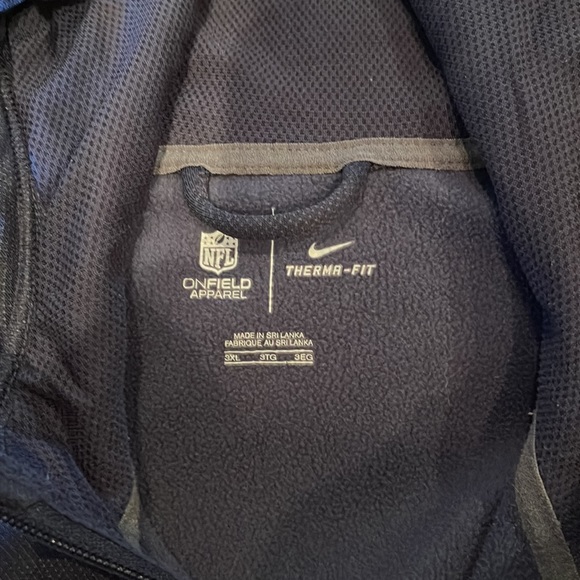 NFL
ONFIELD
APPAREL
THERMA-FIT
MADE IN SRI LANKA
FABRIQUE AU SRI LANKA
3XL 3TG 3EG